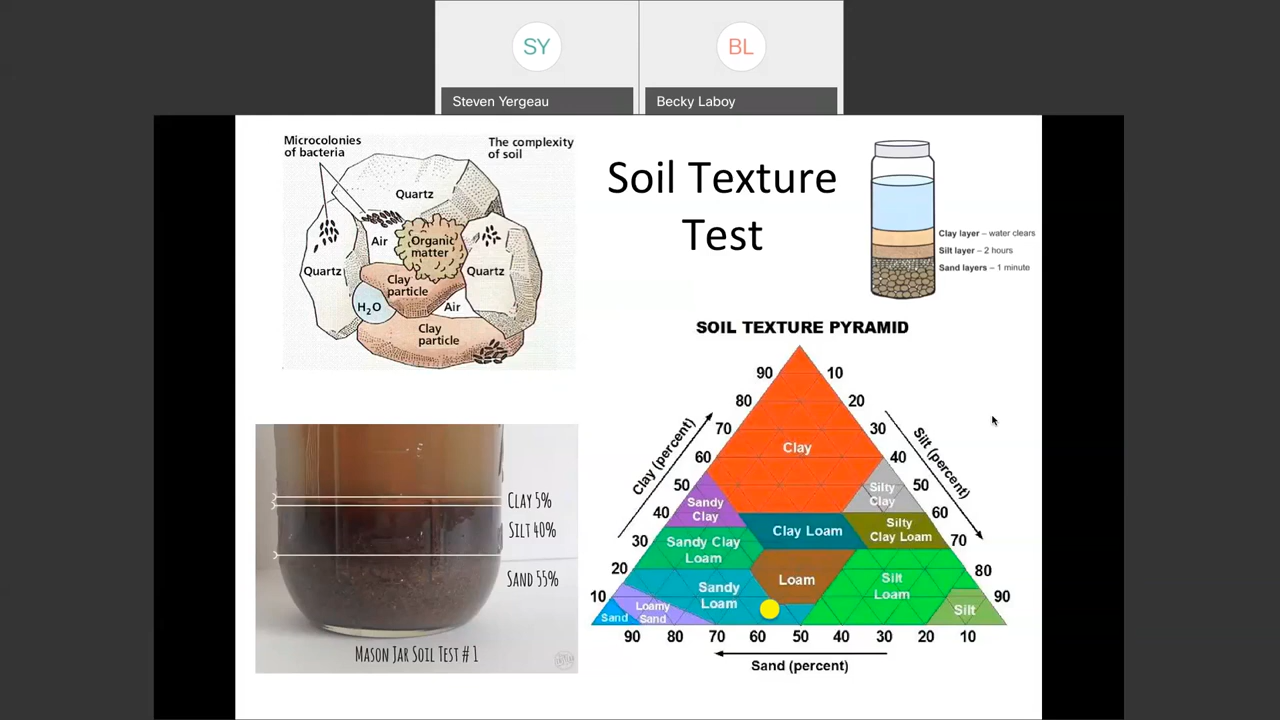 SY
BL
Steven Yergeau
Becky Laboy
Microcolonies
of bacteria
The complexity
of soil
Quartz
Air
Organic
matter
Quartz
Quartz
Clay
particle
H₂O
Air
Clay
particle
Soil Texture
Test
Clay layer – water clears
Silt layer – 2 hours
Sand layers – 1 minute
CLAY 5%
SILT 40%
SAND 55%
MASON JAR SOIL TEST # 1
SOIL TEXTURE PYRAMID
90
80
70
60
50
40
30
20
10
10
20
30
40
50
60
70
80
90
Clay (percent)
Silt (percent)
Clay
Silty
Clay
Sandy
Clay
Clay Loam
Silty
Clay Loam
Sandy Clay
Loam
Loam
Silt
Loam
Sandy
Loam
Loamy
Sand
Sand
Silt
90 80 70 60 50 40 30 20 10
Sand (percent)